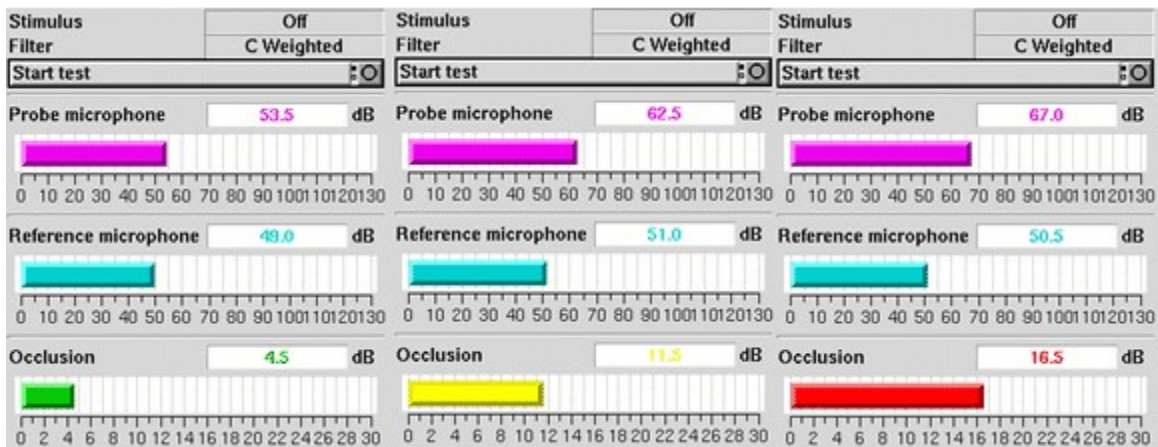 Stimulus Off
Filter C Weighted
Start test
Probe microphone 53.5 dB
0 10 20 30 40 50 60 70 80 90 100 110 120 130
Reference microphone 49.0 dB
0 10 20 30 40 50 60 70 80 90 100 110 120 130
Occlusion 4.5 dB
0 2 4 6 8 10 12 14 16 18 20 22 24 26 28 30
Stimulus Off
Filter C Weighted
Start test
Probe microphone 62.5 dB
0 10 20 30 40 50 60 70 80 90 100 110 120 130
Reference microphone 51.0 dB
0 10 20 30 40 50 60 70 80 90 100 110 120 130
Occlusion 11.5 dB
0 2 4 6 8 10 12 14 16 18 20 22 24 26 28 30
Stimulus Off
Filter C Weighted
Start test
Probe microphone 67.0 dB
0 10 20 30 40 50 60 70 80 90 100 110 120 130
Reference microphone 50.5 dB
0 10 20 30 40 50 60 70 80 90 100 110 120 130
Occlusion 16.5 dB
0 2 4 6 8 10 12 14 16 18 20 22 24 26 28 30